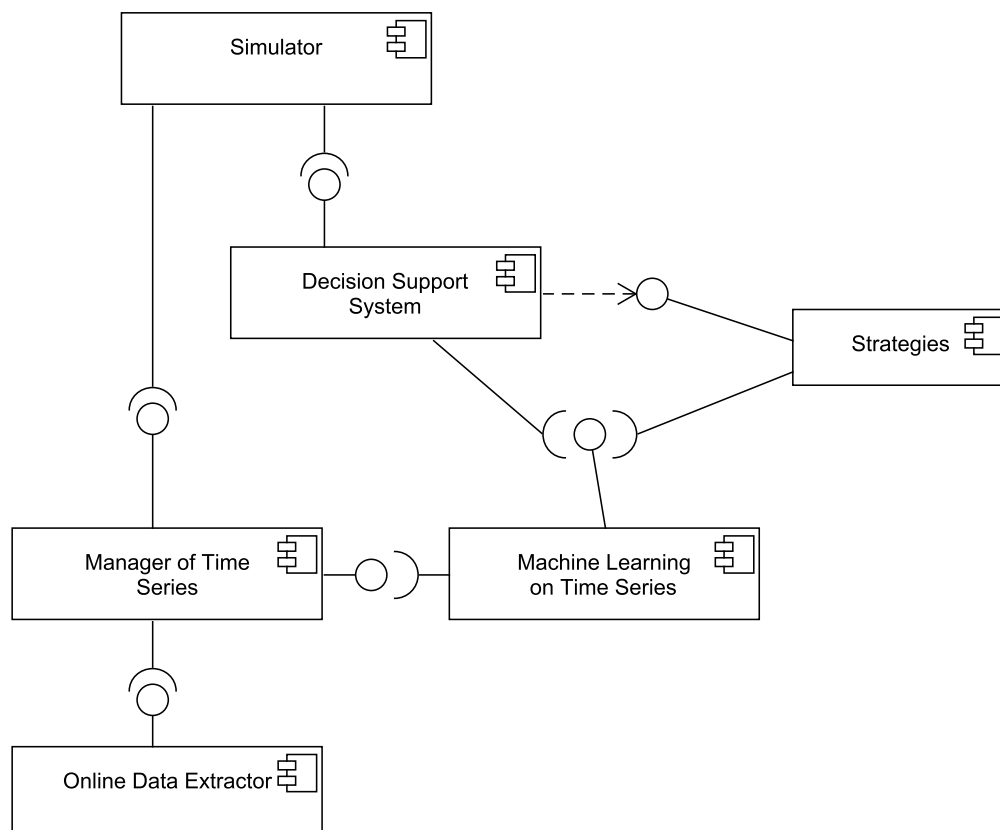 Simulator
Decision Support
System
Strategies
Manager of Time
Series
Machine Learning
on Time Series
Online Data Extractor